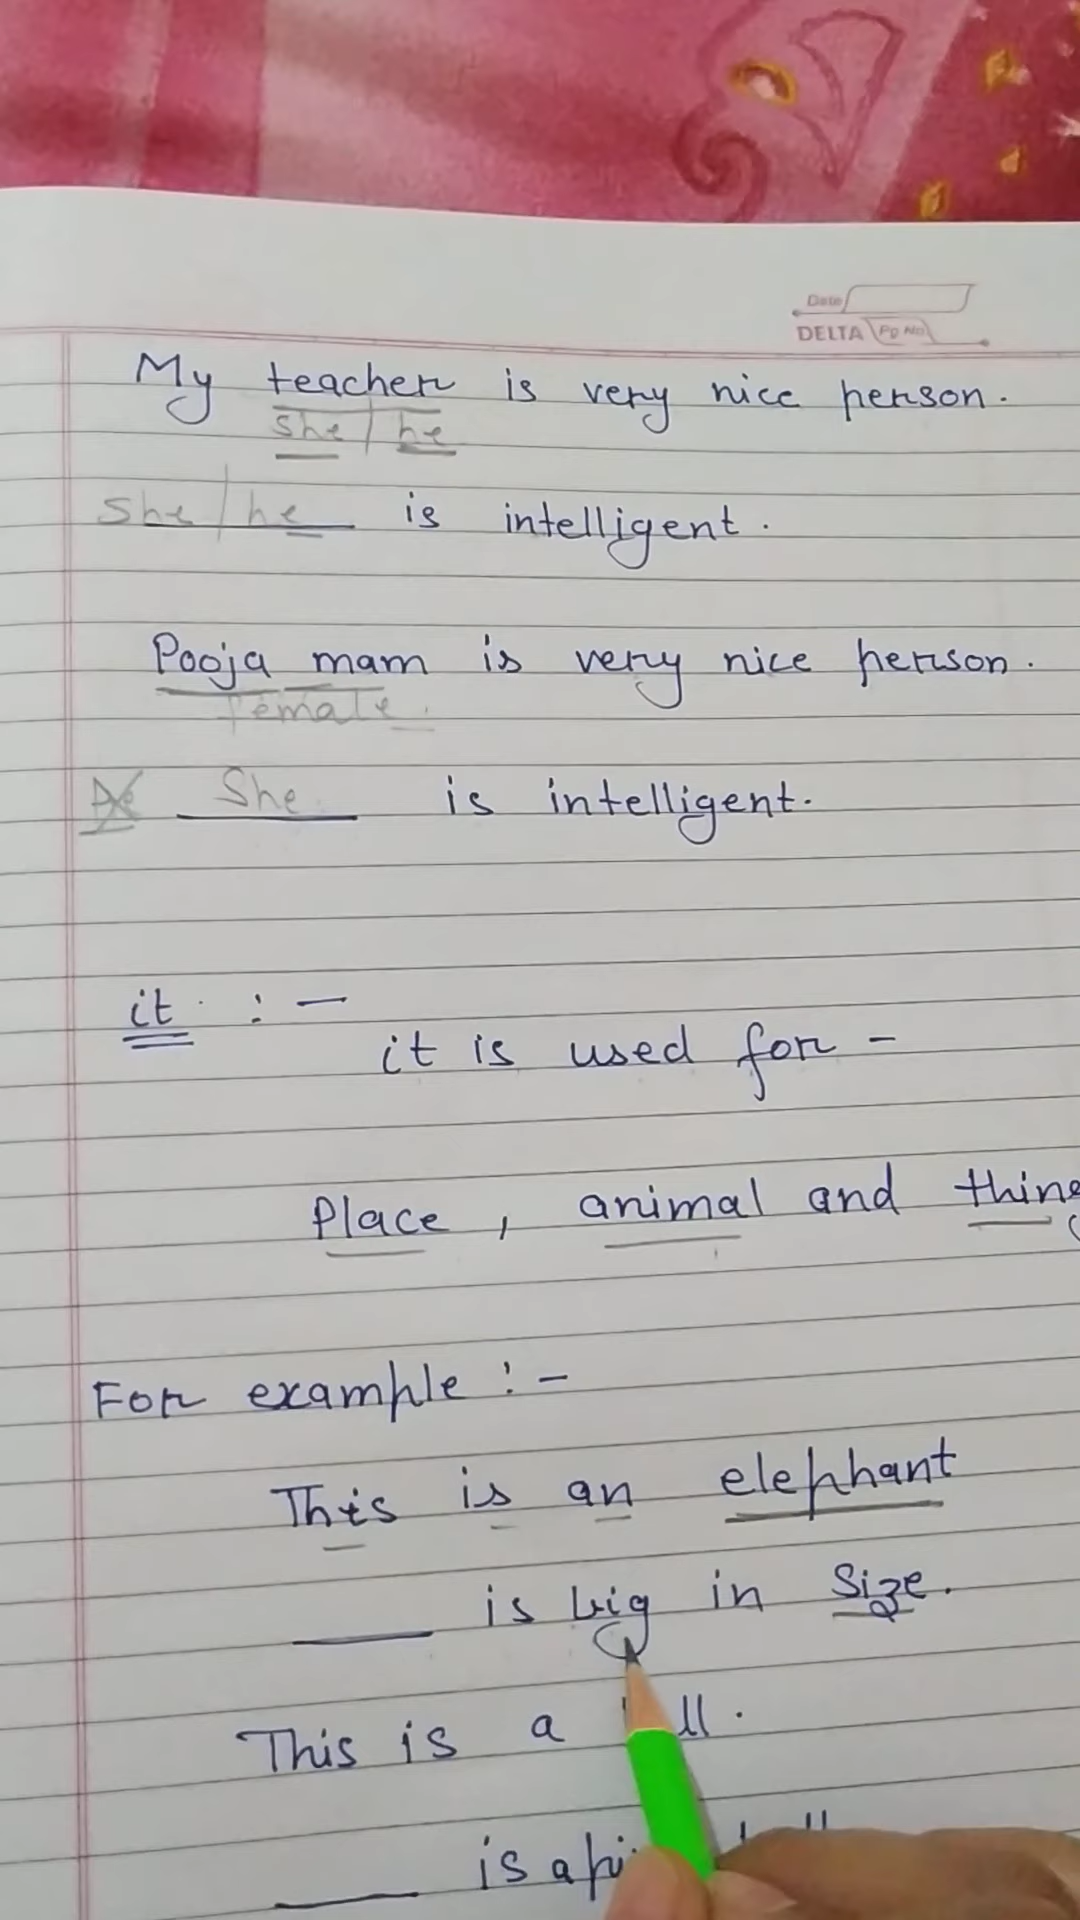 Date
DELTA Pg No
My teacher is very nice person.
she/he
she/he is intelligent.
Pooja mam is very nice person.
female.
She is intelligent.
it :-
it is used for -
Place, animal and thing
For example :-
This is an elephant
is big in size.
This is a
is a